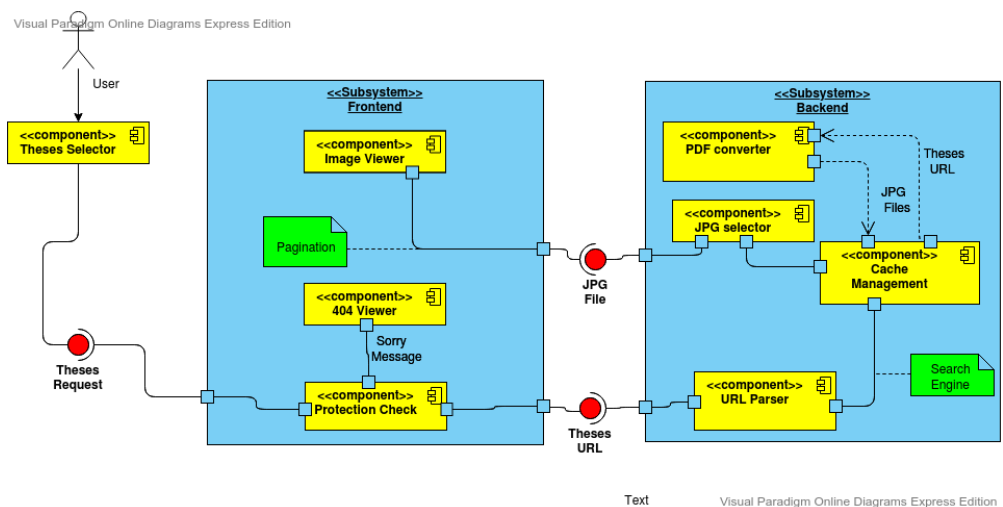 Visual Paradigm Online Diagrams Express Edition
User
<<component>>
Theses Selector
Theses
Request
<<Subsystem>>
Frontend
<<component>>
Image Viewer
Pagination
<<component>>
404 Viewer
Sorry
Message
<<component>>
Protection Check
JPG
File
Theses
URL
<<Subsystem>>
Backend
<<component>>
PDF converter
Theses
URL
JPG
Files
<<component>>
JPG selector
<<component>>
Cache
Management
Search
Engine
<<component>>
URL Parser
Text
Visual Paradigm Online Diagrams Express Edition